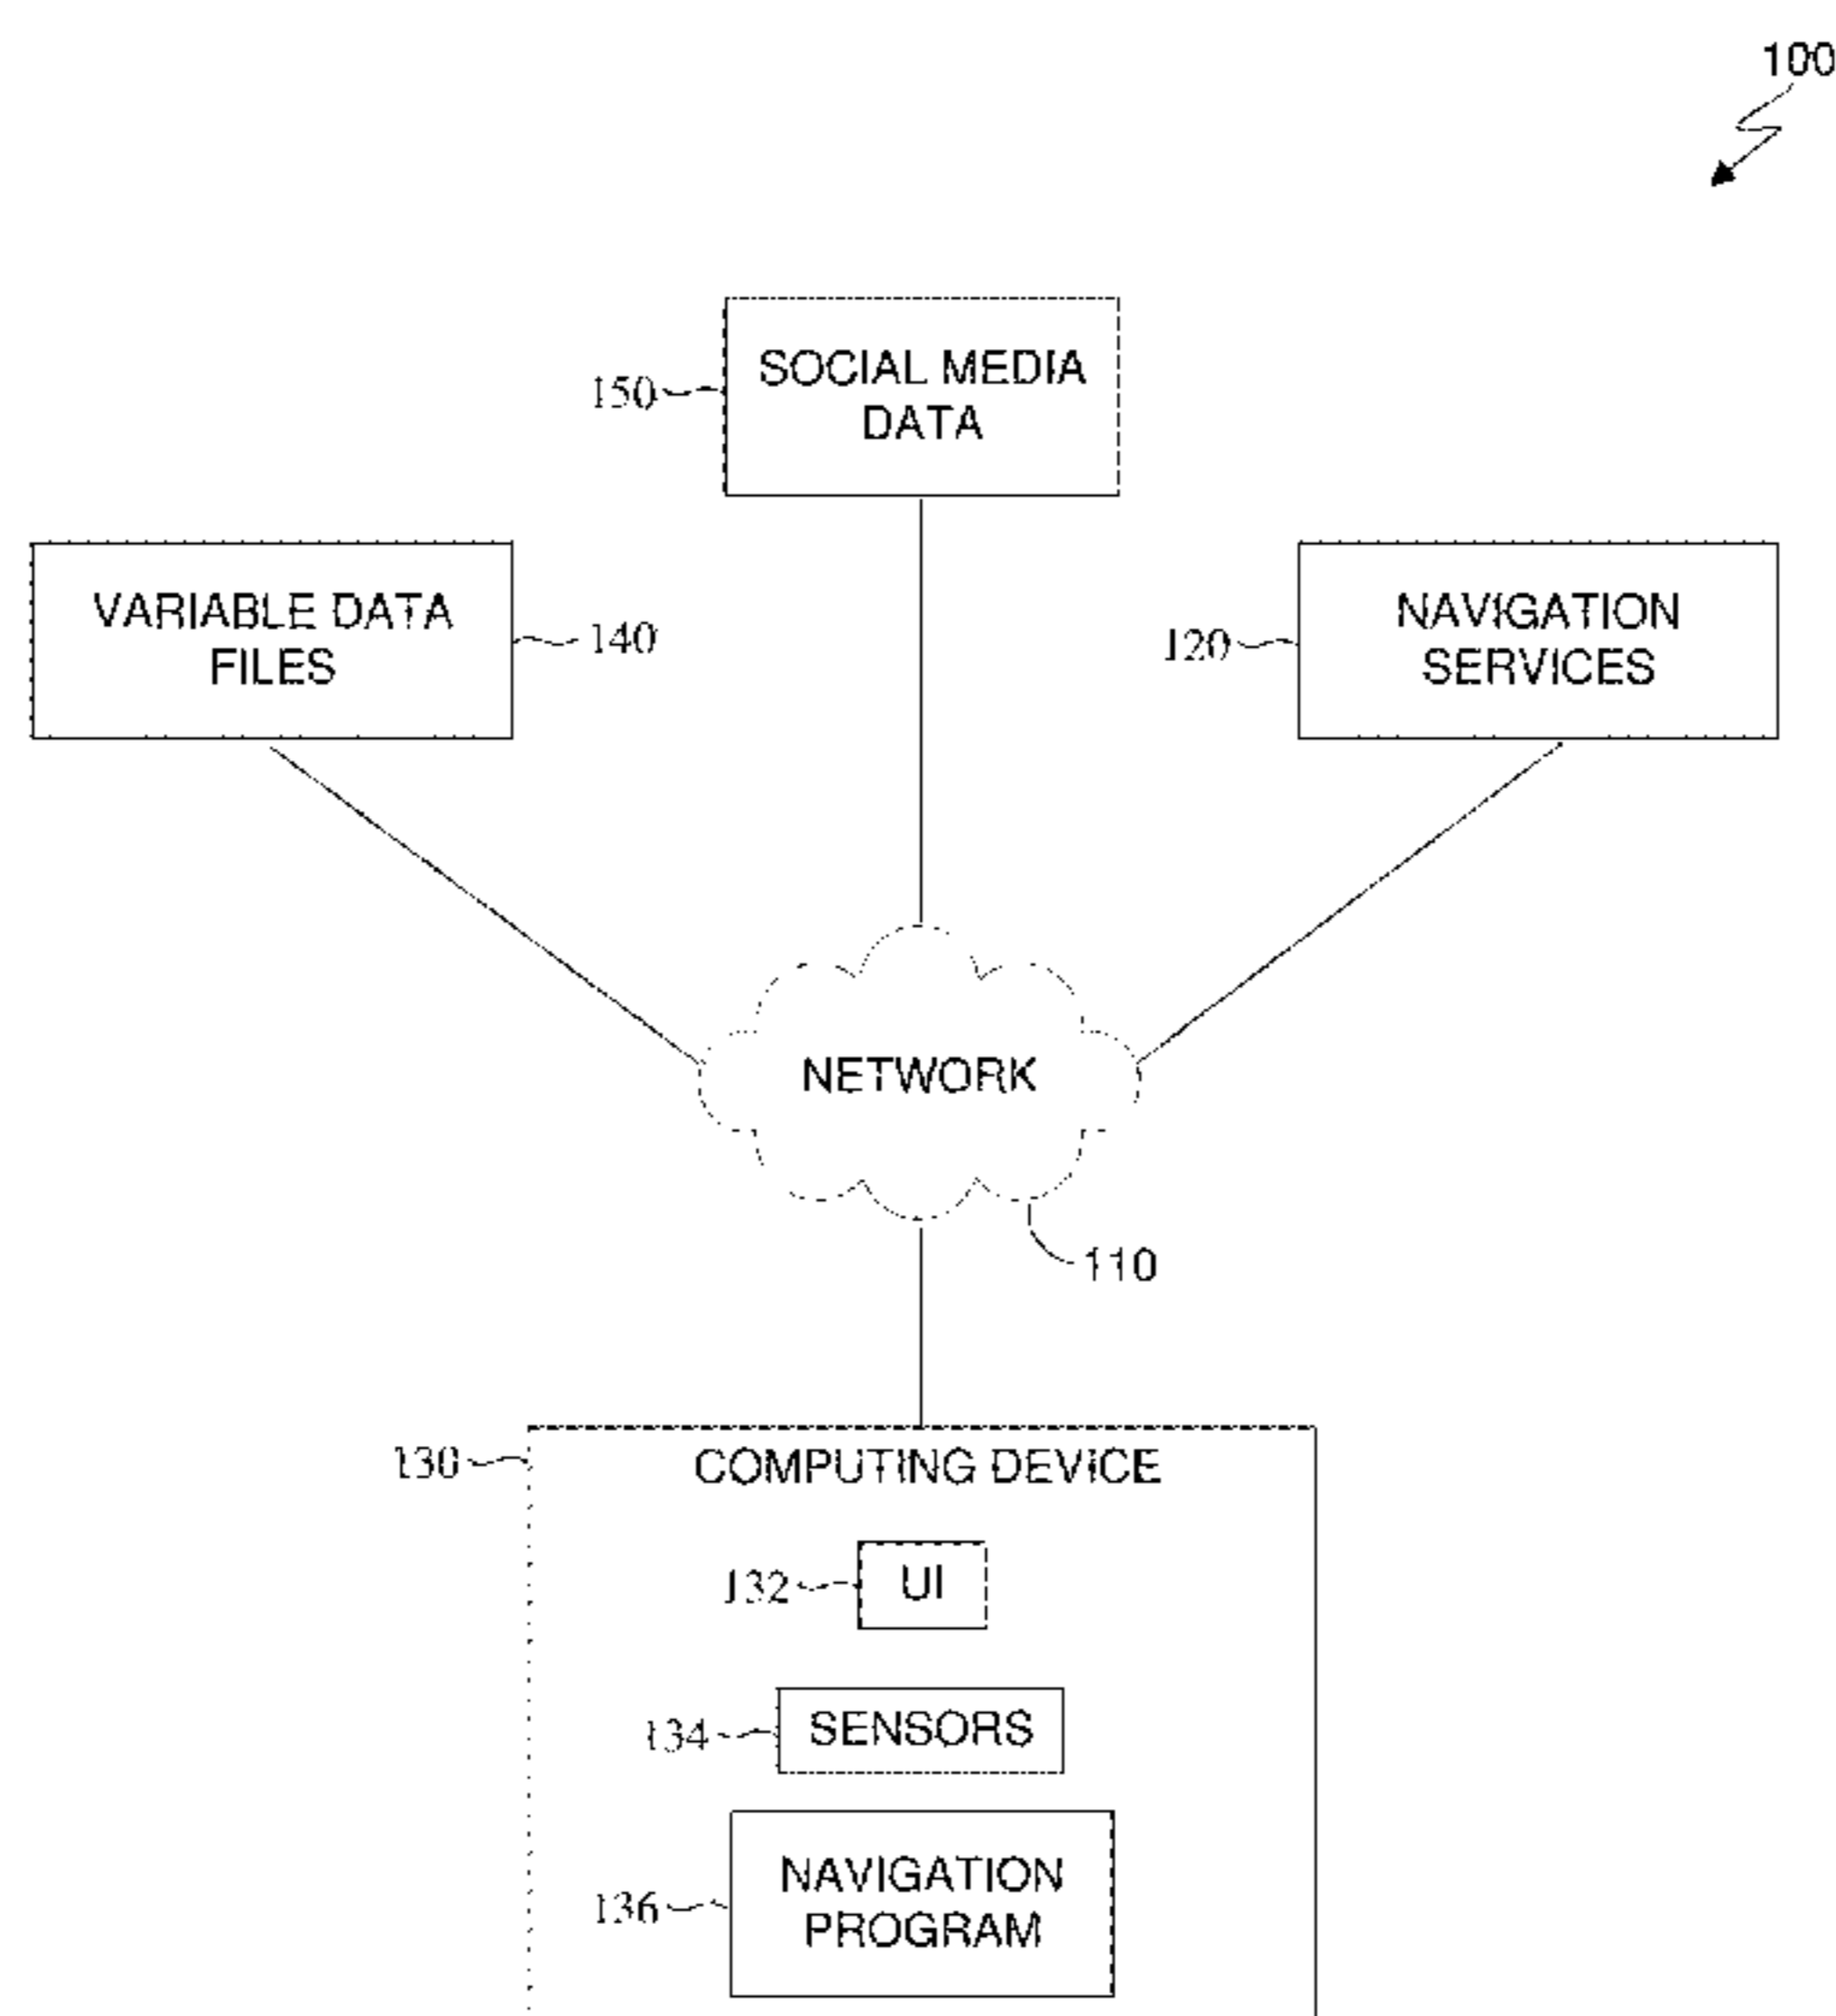 100
150
SOCIAL MEDIA
DATA
VARIABLE DATA
FILES
140
120
NAVIGATION
SERVICES
NETWORK
110
130
COMPUTING DEVICE
132
UI
134
SENSORS
136
NAVIGATION
PROGRAM